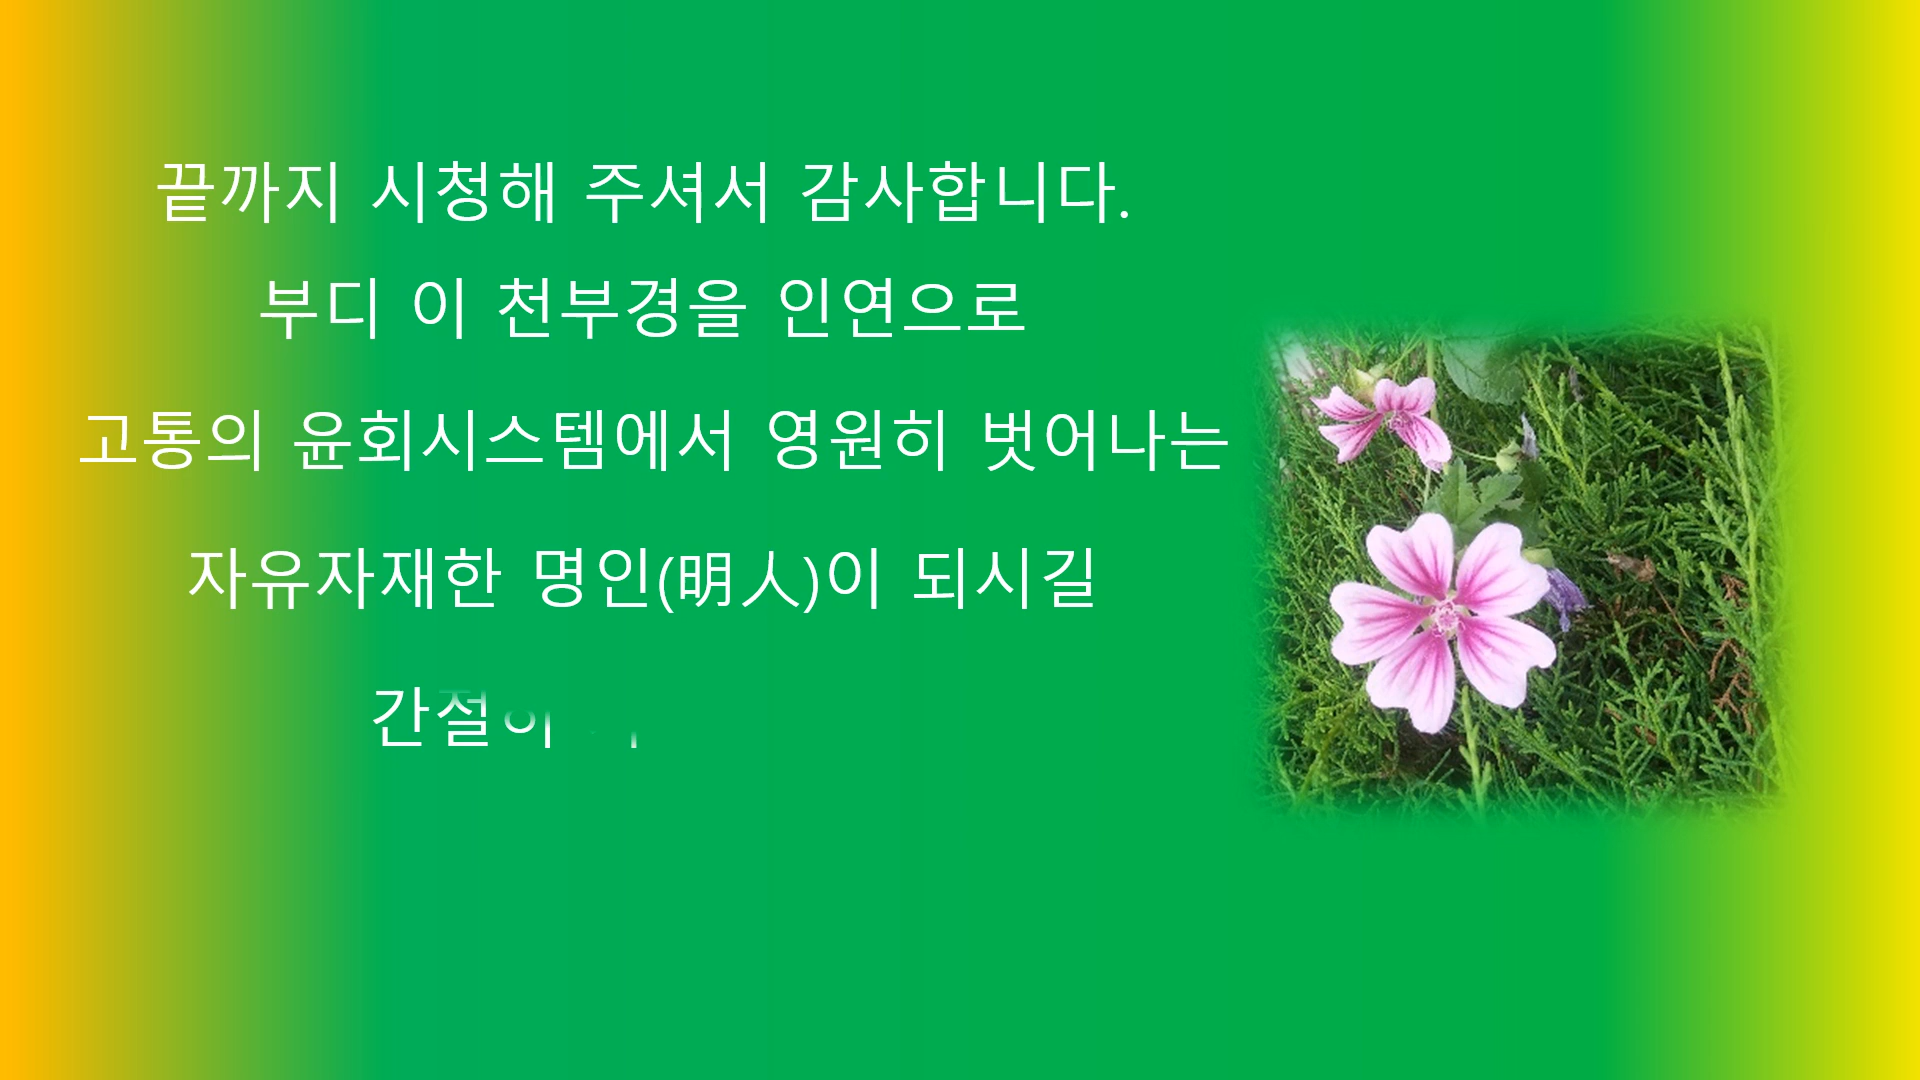 끝까지 시청해 주셔서 감사합니다.
부디 이 천부경을 인연으로
고통의 윤회시스템에서 영원히 벗어나는
자유자재한 명인(明人)이 되시길
간절히